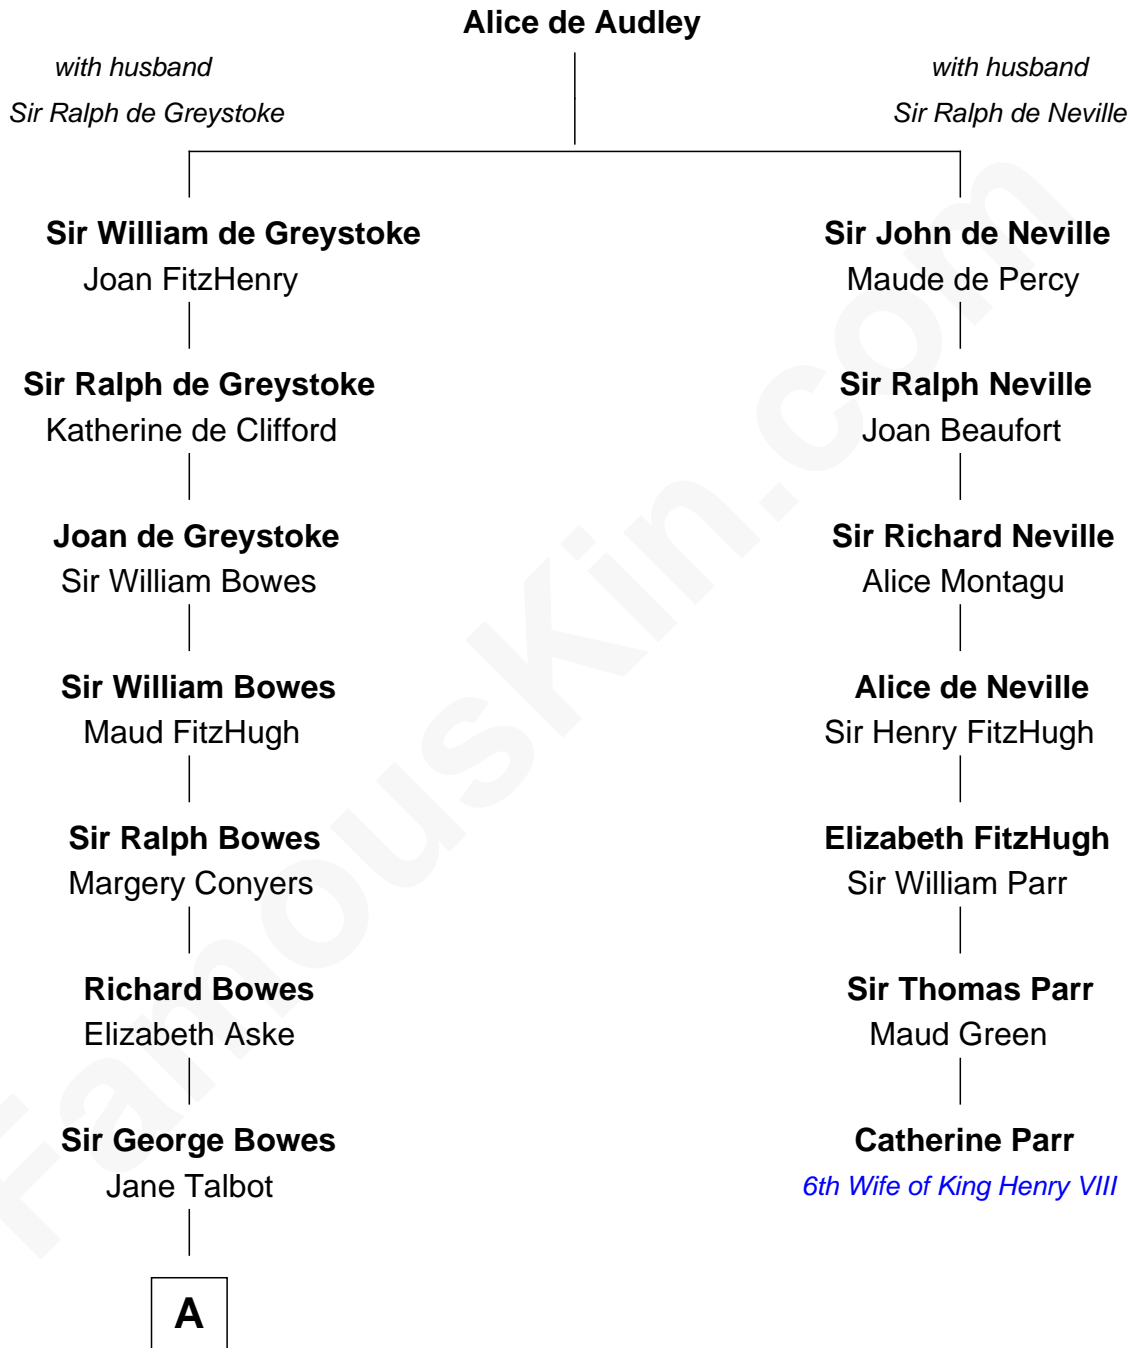 Alice de Audley
with husband
Sir Ralph de Greystoke
with husband
Sir Ralph de Neville
Sir William de Greystoke
Joan FitzHenry
Sir Ralph de Greystoke
Katherine de Clifford
Joan de Greystoke
Sir William Bowes
Sir William Bowes
Maud FitzHugh
Sir Ralph Bowes
Margery Conyers
Richard Bowes
Elizabeth Aske
Sir George Bowes
Jane Talbot
A
Sir John de Neville
Maude de Percy
Sir Ralph Neville
Joan Beaufort
Sir Richard Neville
Alice Montagu
Alice de Neville
Sir Henry FitzHugh
Elizabeth FitzHugh
Sir William Parr
Sir Thomas Parr
Maud Green
Catherine Parr
6th Wife of King Henry VIII
FamousKin.com